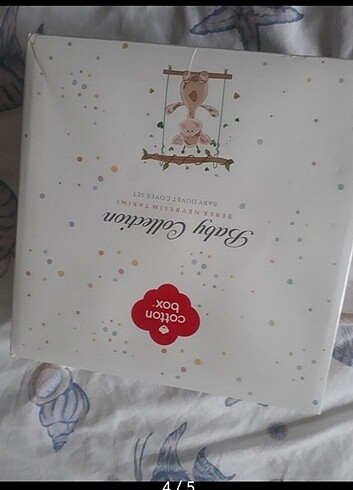 cotton
box
Baby Collection
BEBEK NEVRESİM TAKIMI
BABY DUVET COVER SET
4 / 5